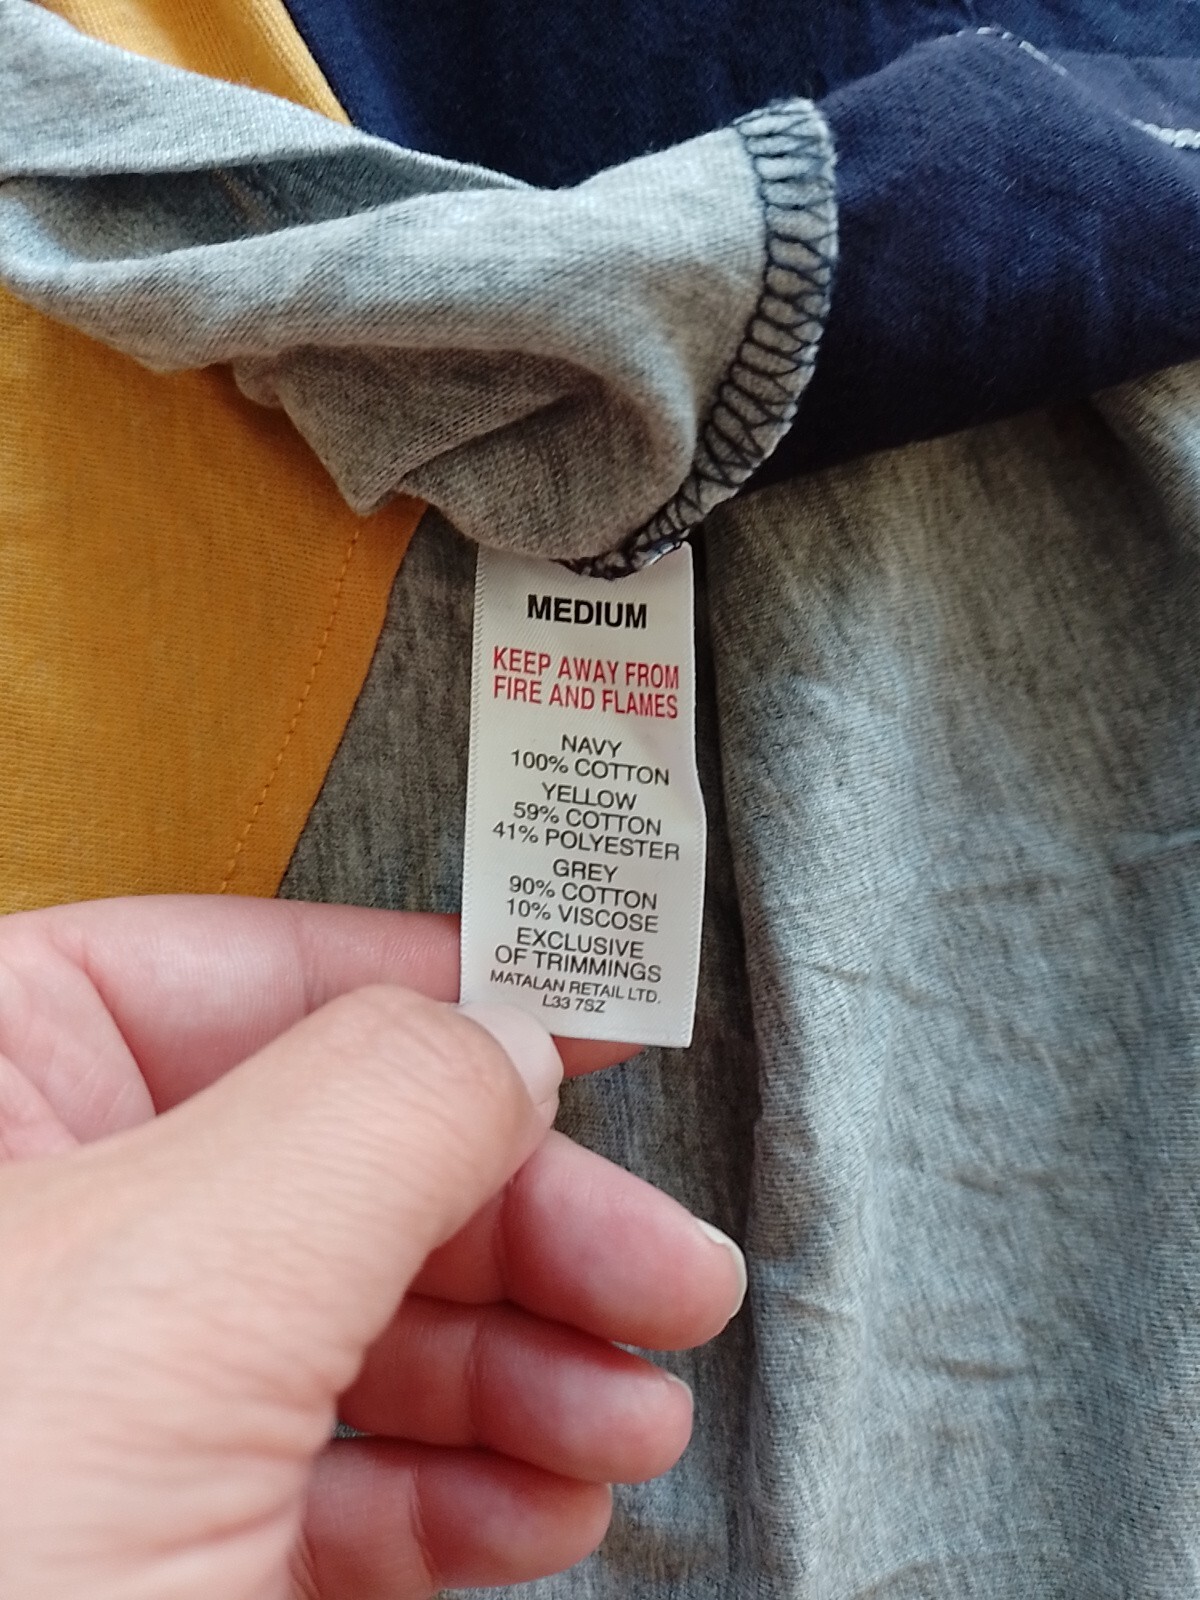 MEDIUM
KEEP AWAY FROM
FIRE AND FLAMES
NAVY
100% COTTON
YELLOW
59% COTTON
41% POLYESTER
GREY
90% COTTON
10% VISCOSE
EXCLUSIVE
OF TRIMMINGS
MATALAN RETAIL LTD.
L33 7SZ